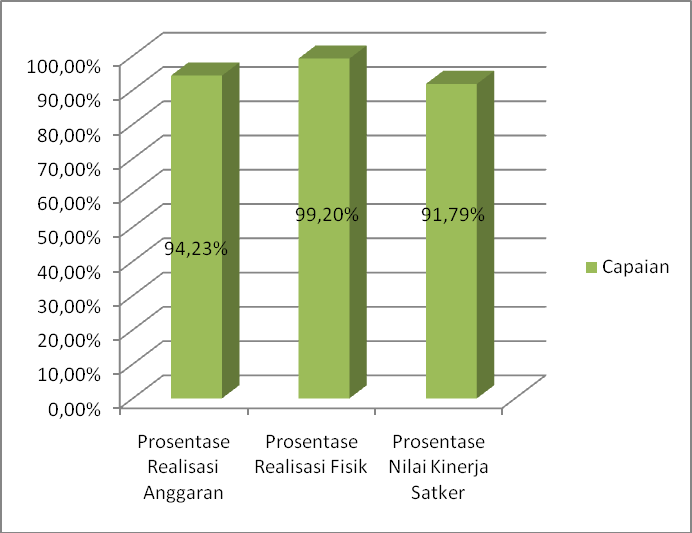 100,00%
90,00%
80,00%
70,00%
60,00%
50,00%
40,00%
30,00%
20,00%
10,00%
0,00%
94,23%
99,20%
91,79%
Prosentase
Realisasi
Anggaran
Prosentase
Realisasi Fisik
Prosentase
Nilai Kinerja
Satker
Capaian